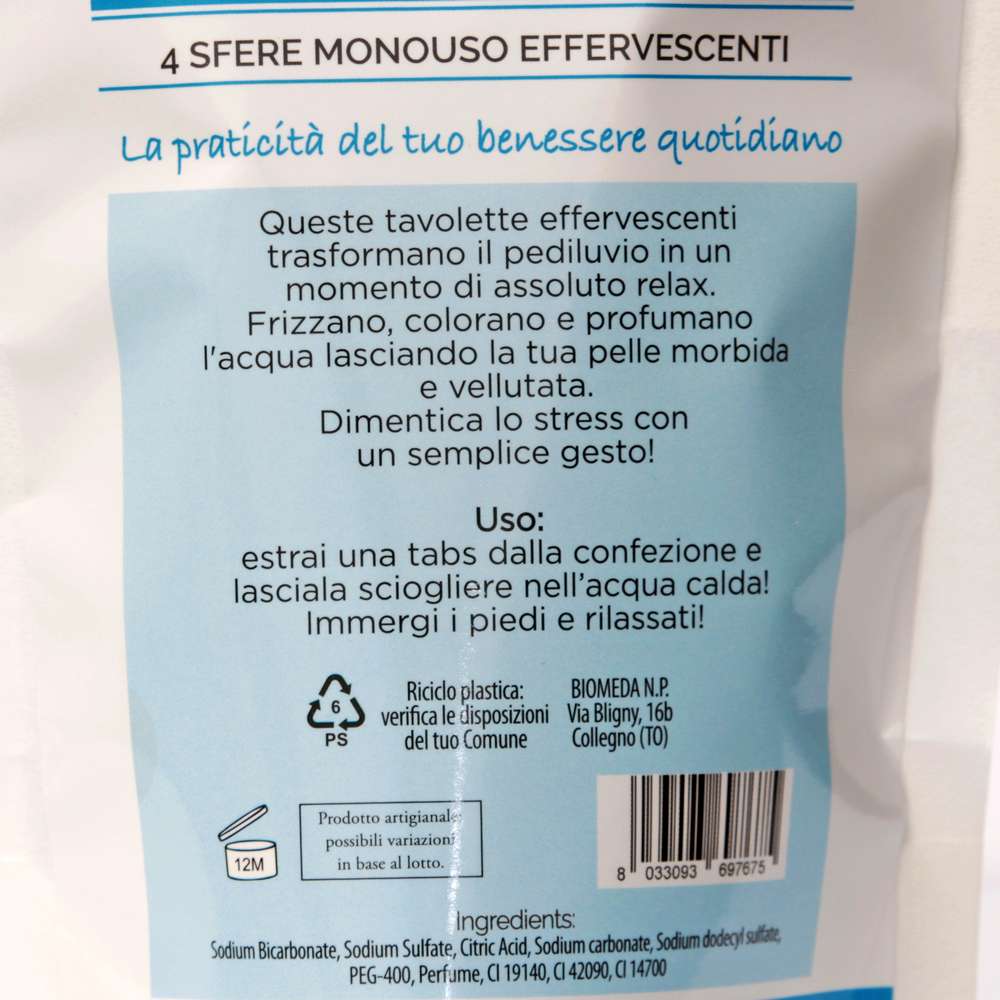 4 SFERE MONOUSO EFFERVESCENTI
La praticità del tuo benessere quotidiano
Queste tavolette effervescenti
trasformano il pediluvio in un
momento di assoluto relax.
Frizzano, colorano e profumano
l'acqua lasciando la tua pelle morbida
e vellutata.
Dimentica lo stress con
un semplice gesto!
Uso:
estrai una tabs dalla confezione e
lasciala sciogliere nell'acqua calda!
Immergi i piedi e rilassati!
6
PS
Riciclo plastica:
verifica le disposizioni
del tuo Comune
BIOMEDA N.P.
Via Bligny, 16b
Collegno (TO)
12M
Prodotto artigianale:
possibili variazioni
in base al lotto.
8 033093 697675
Ingredients:
Sodium Bicarbonate, Sodium Sulfate, Citric Acid, Sodium carbonate, Sodium dodecyl sulfate,
PEG-400, Perfume, CI 19140, CI 42090, CI 14700